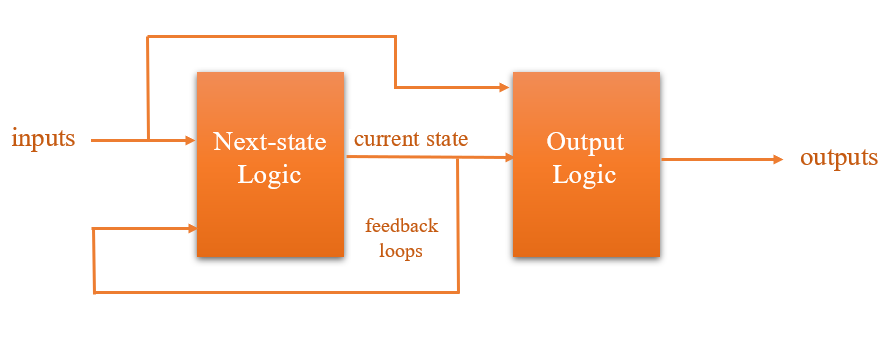 inputs
Next-state
Logic
current state
Output
Logic
outputs
feedback
loops